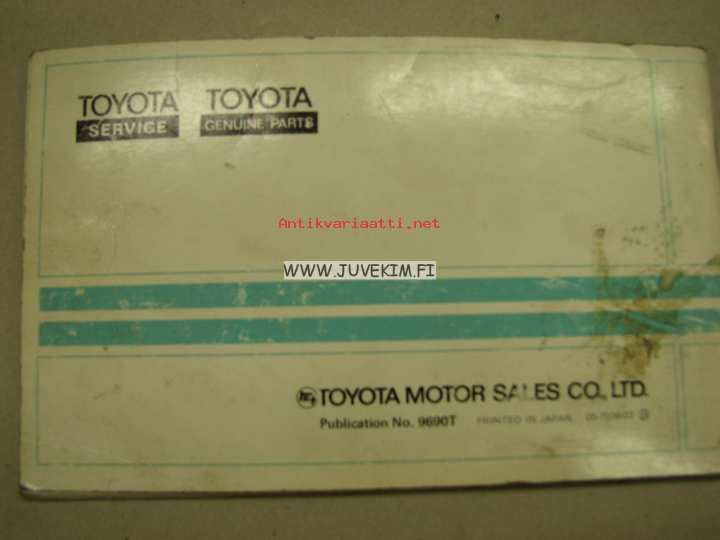 TOYOTA TOYOTA
SERVICE GENUINE PARTS
Antikvariaatti.net
WWW.JUVEKIM.FI
TOYOTA MOTOR SALES CO., LTD.
Publication No. 9690T PRINTED IN JAPAN